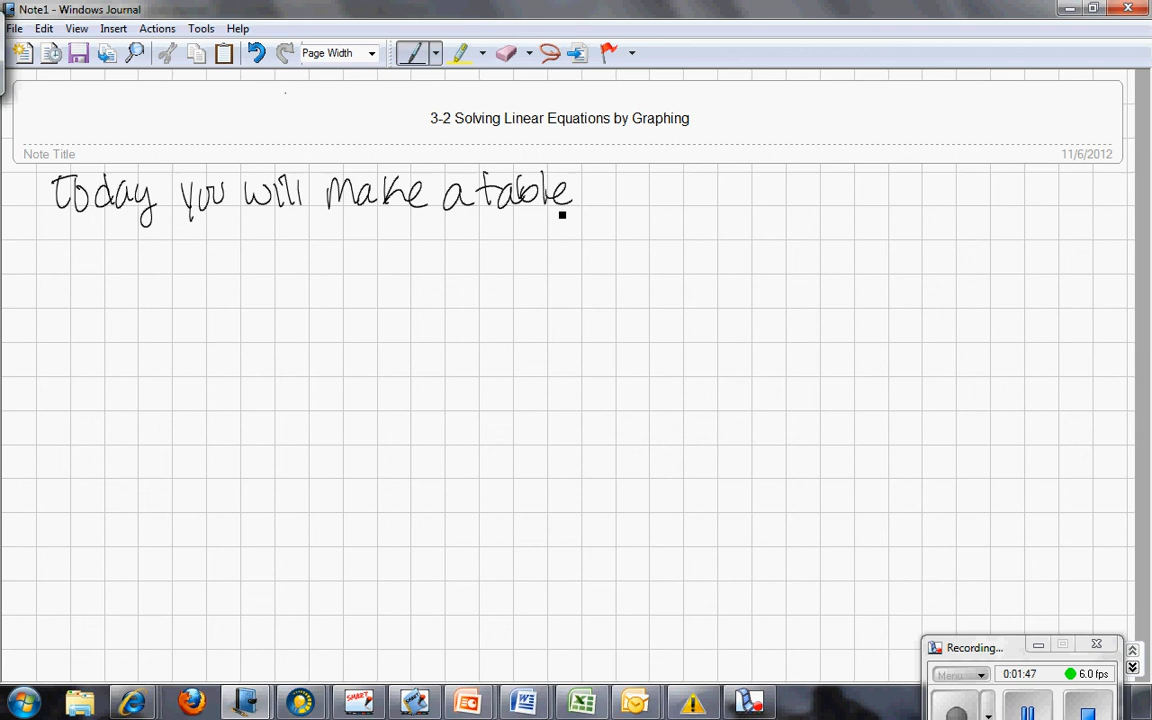 Note1 - Windows Journal
File Edit View Insert Actions Tools Help
Page Width
3-2 Solving Linear Equations by Graphing
Note Title 11/6/2012
Today you will make a table
Recording...
Menu 0:01:47 6.0 fps